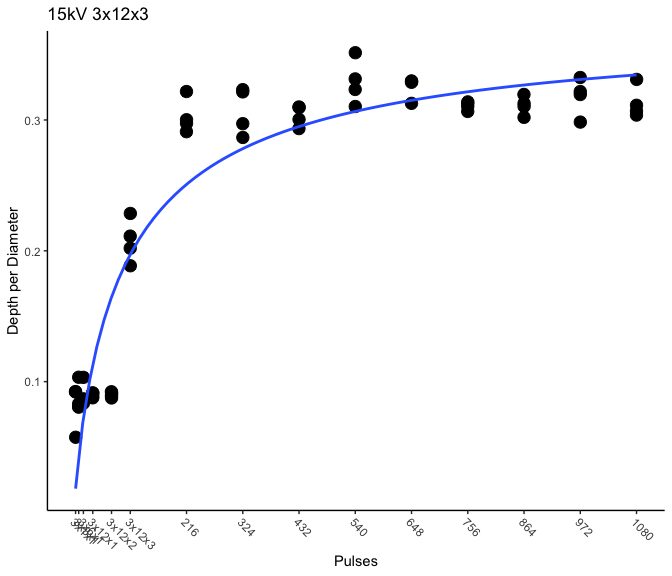 15kV 3x12x3
Depth per Diameter
0.3
0.2
0.1
3x12x1
3x12x2
3x12x3
216
324
432
540
648
756
864
972
1080
Pulses